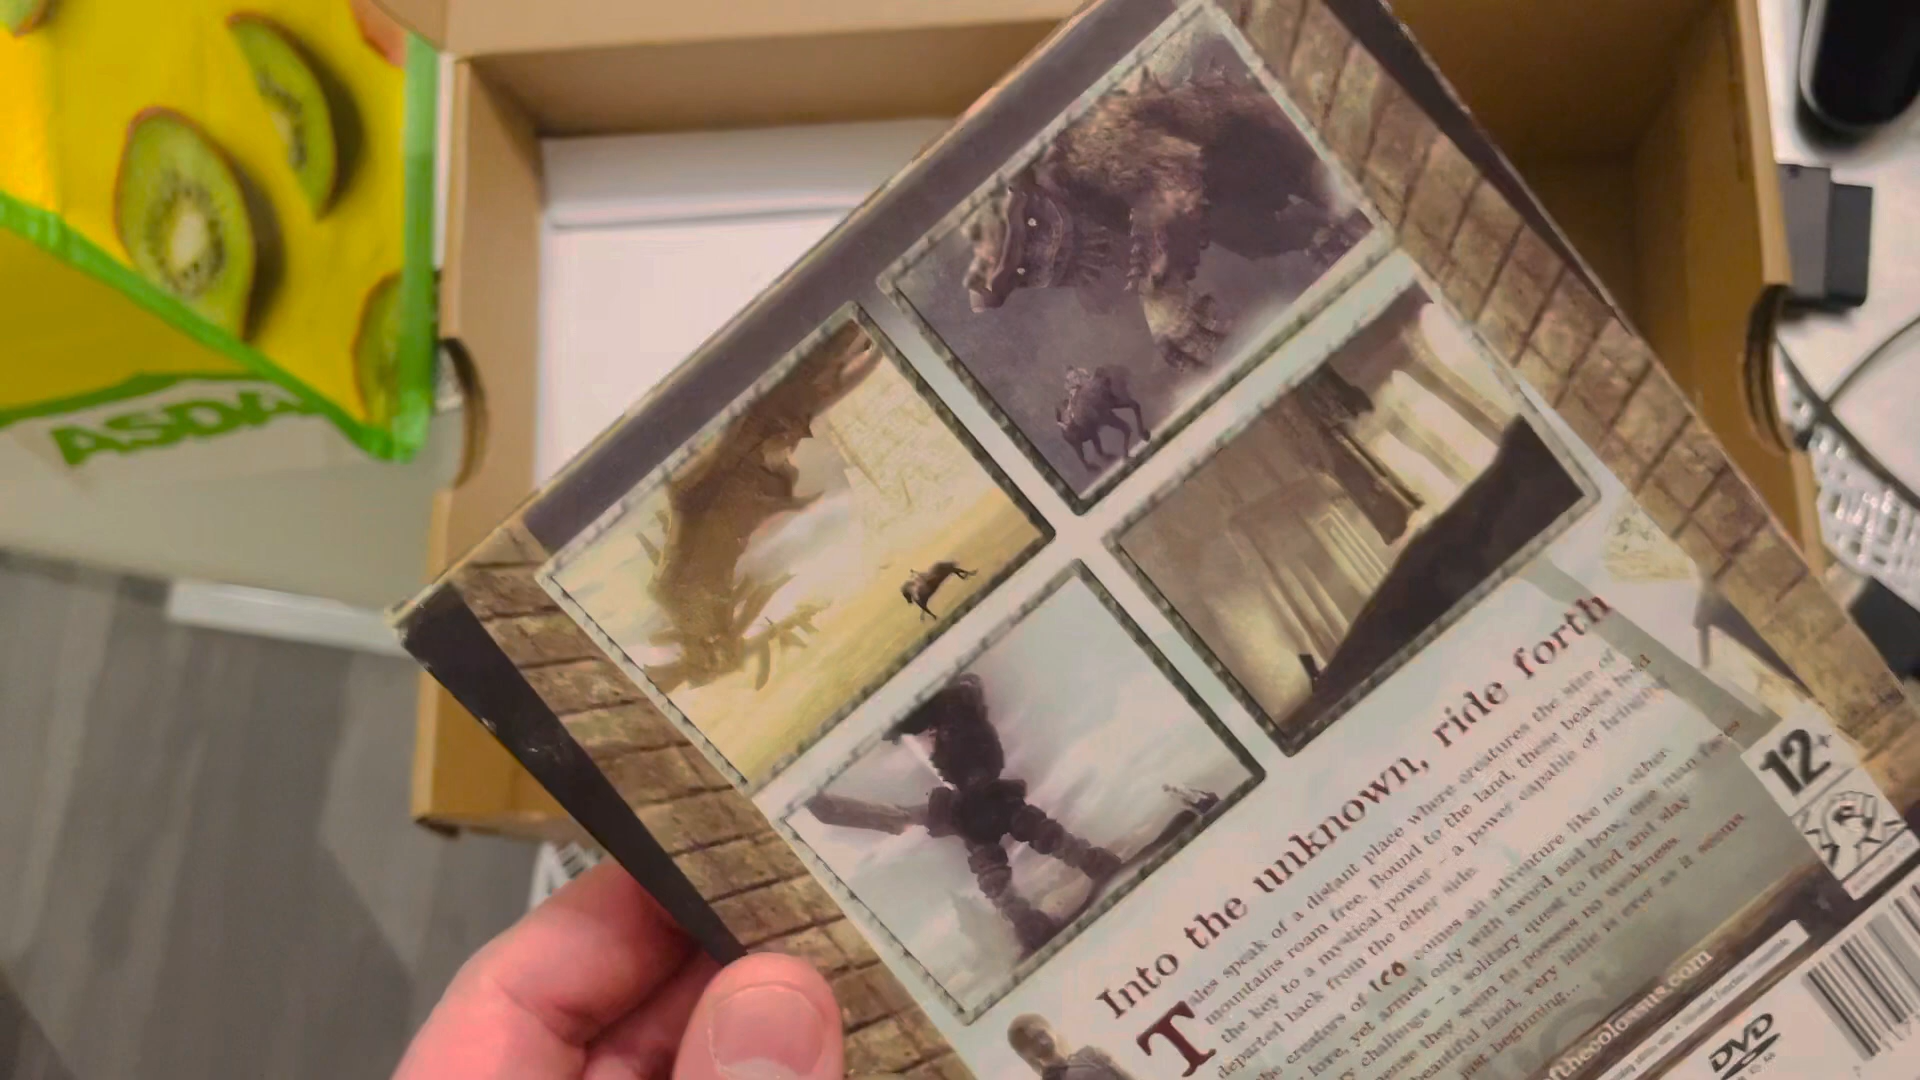 ASDA
Into the unknown, ride forth
Tales speak of a distant place where creatures the size of
mountains roam free. Bound to the land, these beasts hold
the key to a mystical power – a power capable of bringing
departed back from the other side.
the creators of ICO comes an adventure like no other.
love, yet armed only with sword and bow, one man faces
challenge – a solitary quest to find and slay
they seem to possess no weakness.
beautiful land, very little is ever as it seems.
just beginning...
12+
ofthecolossus.com
DVD